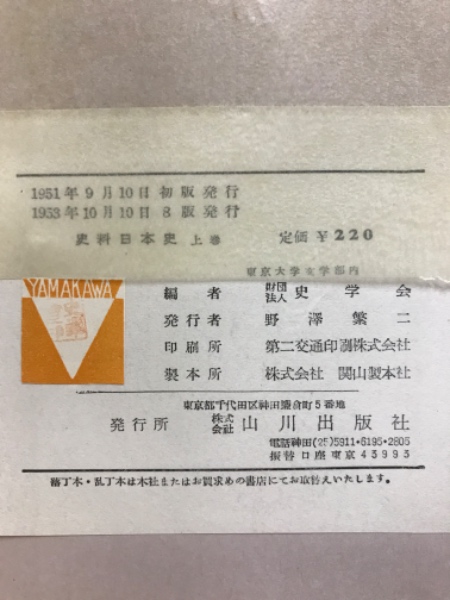 1951年9月10日 初版発行
1953年10月10日 8版発行
史料日本史 上巻 定価 ¥220
東京大学文学部内
編者 財団法人 史学会
発行者 野澤繁二
印刷所 第二交通印刷株式会社
製本所 株式会社 関山製本社
YAMAKAWA
東京都千代田区神田錦町5番地
発行所 株式会社 山川出版社
電話神田(25)5911・6195・2805
振替口座東京 43993
落丁本・乱丁本は本社またはお買求めの書店にてお取替えいたします。